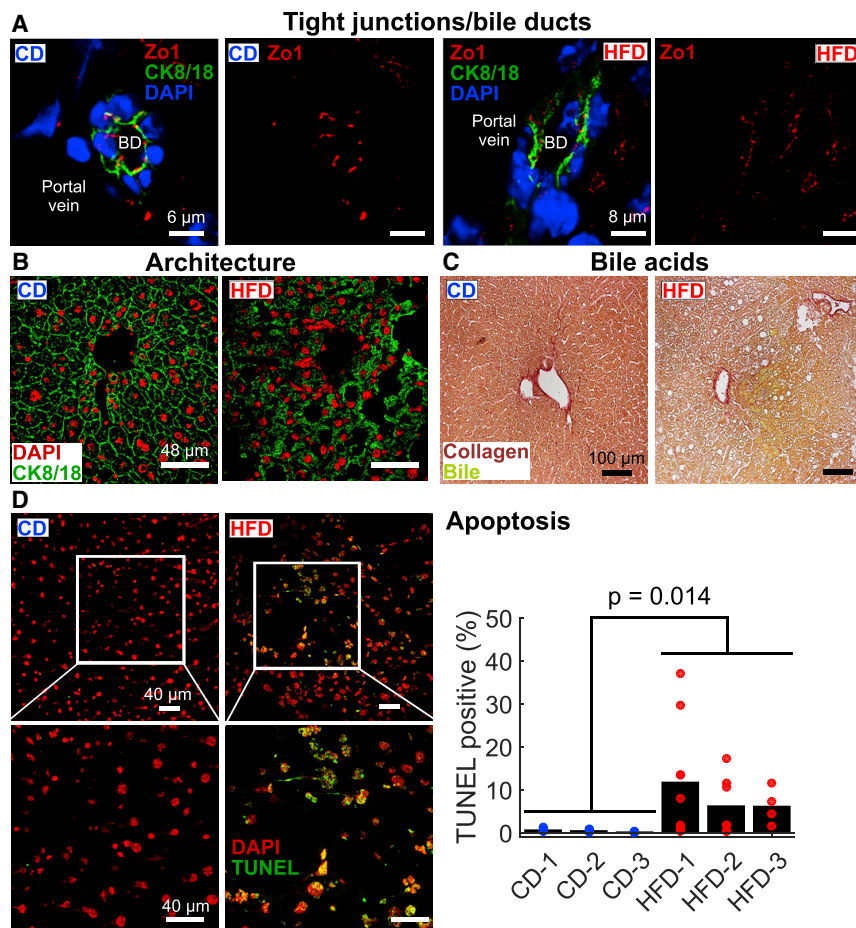 A
Tight junctions/bile ducts
CD
Zo1
CK8/18
DAPI
BD
Portal
vein
6 µm
CD
Zo1
Zo1
HFD
CK8/18
DAPI
Portal
vein
BD
8 µm
Zo1
HFD
B
Architecture
CD
DAPI
CK8/18
48 µm
HFD
C
Bile acids
CD
Collagen
Bile
100 µm
HFD
D
CD
40 µm
HFD
40 µm
DAPI
TUNEL
Apoptosis
p = 0.014
TUNEL positive (%)
50
40
30
20
10
0
CD-1
CD-2
CD-3
HFD-1
HFD-2
HFD-3